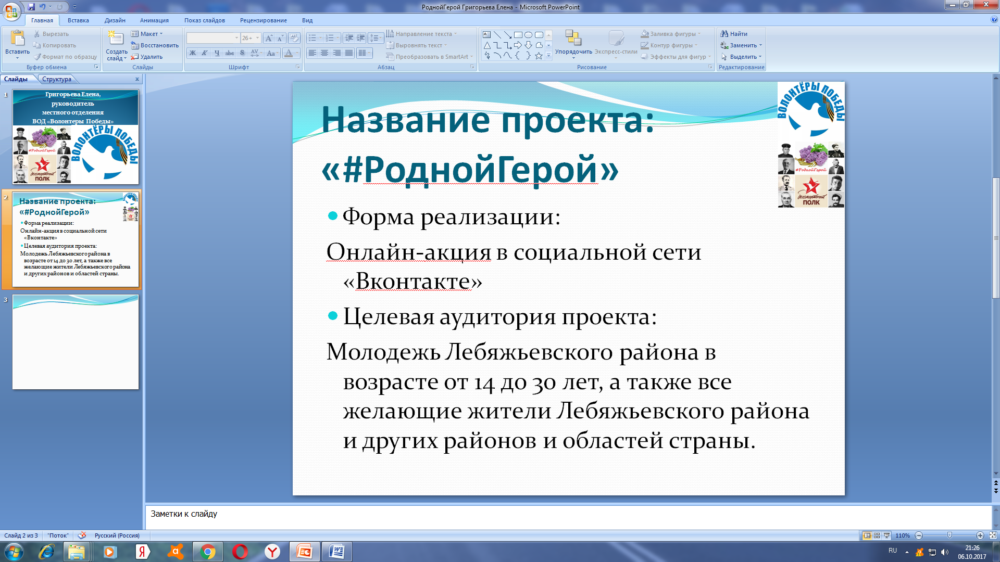 РоднойГерой Григорьева Елена - Microsoft PowerPoint
Главная
Вставка
Дизайн
Анимация
Показ слайдов
Рецензирование
Вид
Вставить
Вырезать
Копировать
Формат по образцу
Буфер обмена
Создать слайд
Макет
Восстановить
Удалить
Слайды
26+
Ж К Ч abc S AV Aa A
Шрифт
Направление текста
Выровнять текст
Преобразовать в SmartArt
Абзац
Упорядочить
Экспресс-стили
Заливка фигуры
Контур фигуры
Эффекты для фигур
Рисование
Найти
Заменить
Выделить
Редактирование
Слайды
Структура
1
Григорьева Елена,
руководитель
местного отделения
ВОД «Волонтеры Победы»
#РоднойГерой
бессмертный
ПОЛК
ВОЛОНТЁРЫ ПОБЕДЫ
2
Название проекта:
«#РоднойГерой»
Форма реализации:
Онлайн-акция в социальной сети
«Вконтакте»
Целевая аудитория проекта:
Молодежь Лебяжьевского района в
возрасте от 14 до 30 лет, а также все
желающие жители Лебяжьевского района
и других районов и областей страны.
3
Название проекта:
«#РоднойГерой»
Форма реализации:
Онлайн-акция в социальной сети
«Вконтакте»
Целевая аудитория проекта:
Молодежь Лебяжьевского района в
возрасте от 14 до 30 лет, а также все
желающие жители Лебяжьевского района
и других районов и областей страны.
ВОЛОНТЁРЫ ПОБЕДЫ
#РоднойГерой
бессмертный
ПОЛК
Заметки к слайду
Слайд 2 из 3
"Поток"
Русский (Россия)
110%
RU
21:26
06.10.2017